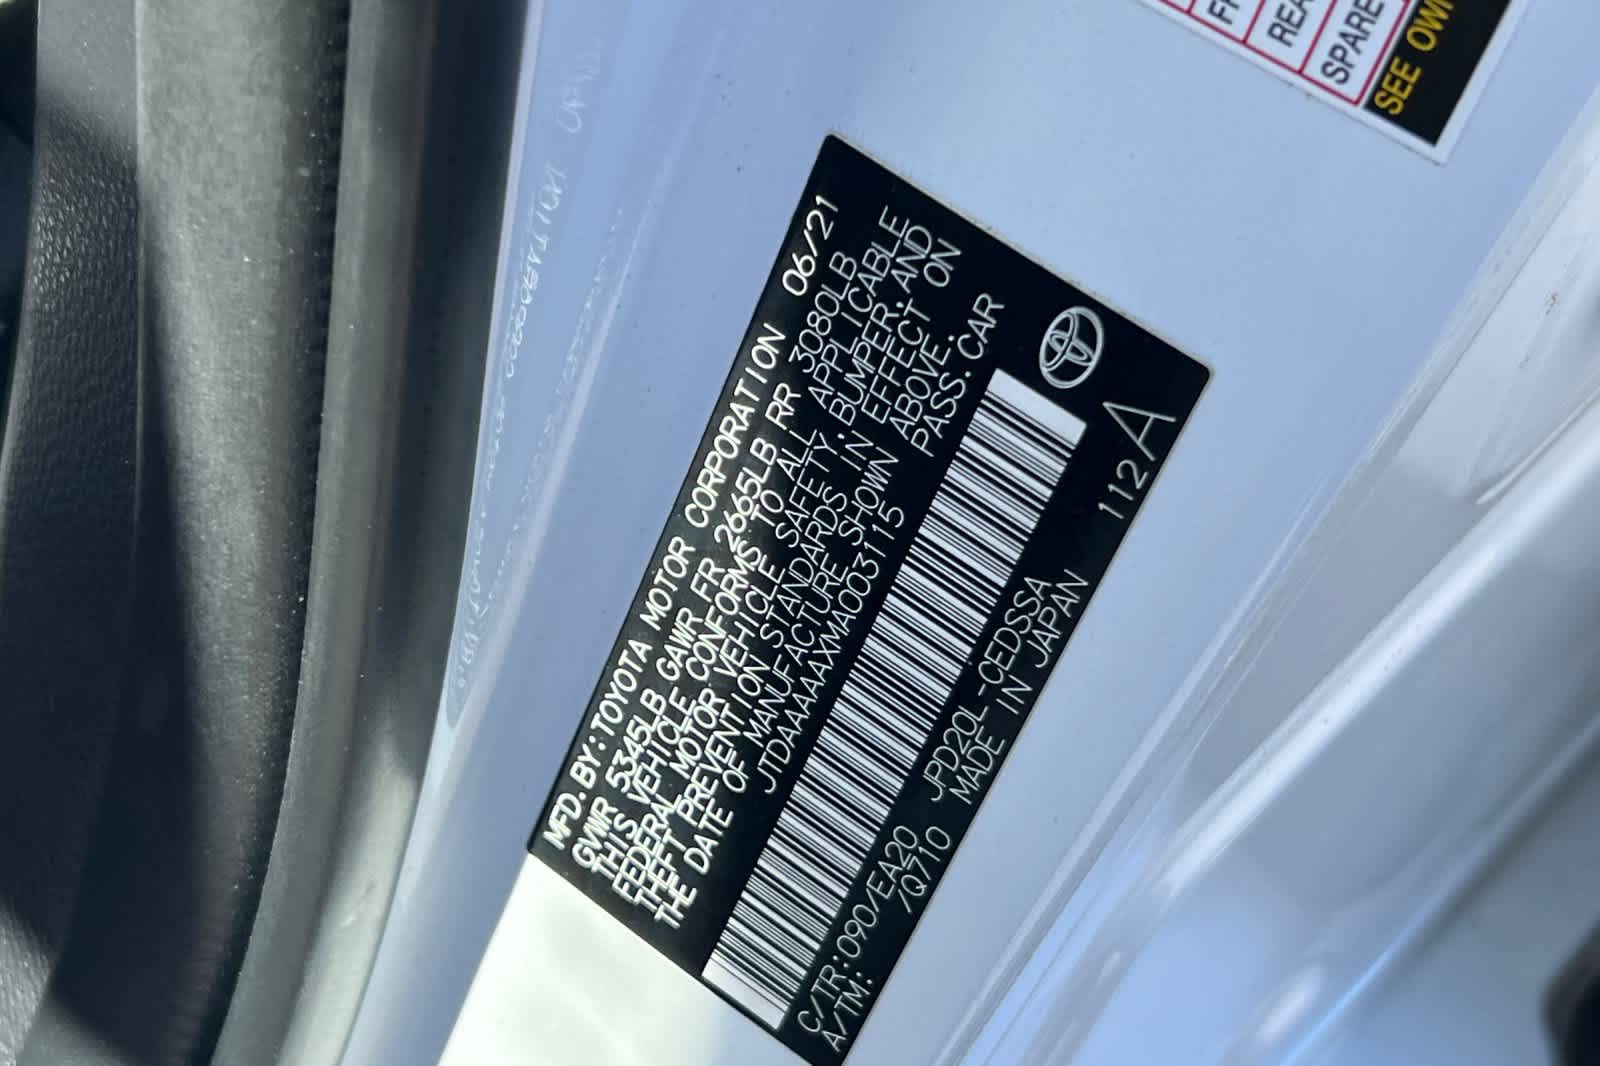 MFD. BY: TOYOTA MOTOR CORPORATION 06/21
GVWR 5345LB GAWR FR 2665LB RR 3080LB
THIS VEHICLE CONFORMS TO ALL APPLICABLE
FEDERAL MOTOR VEHICLE SAFETY, BUMPER, AND
THEFT PREVENTION STANDARDS IN EFFECT ON
THE DATE OF MANUFACTURE SHOWN ABOVE.
JTDAAAAAXMA003115 PASS. CAR
C/TR:090/EA20 JPD20L-CEDSSA
A/TM: /Q710 MADE IN JAPAN
112A
SPARE
SEE